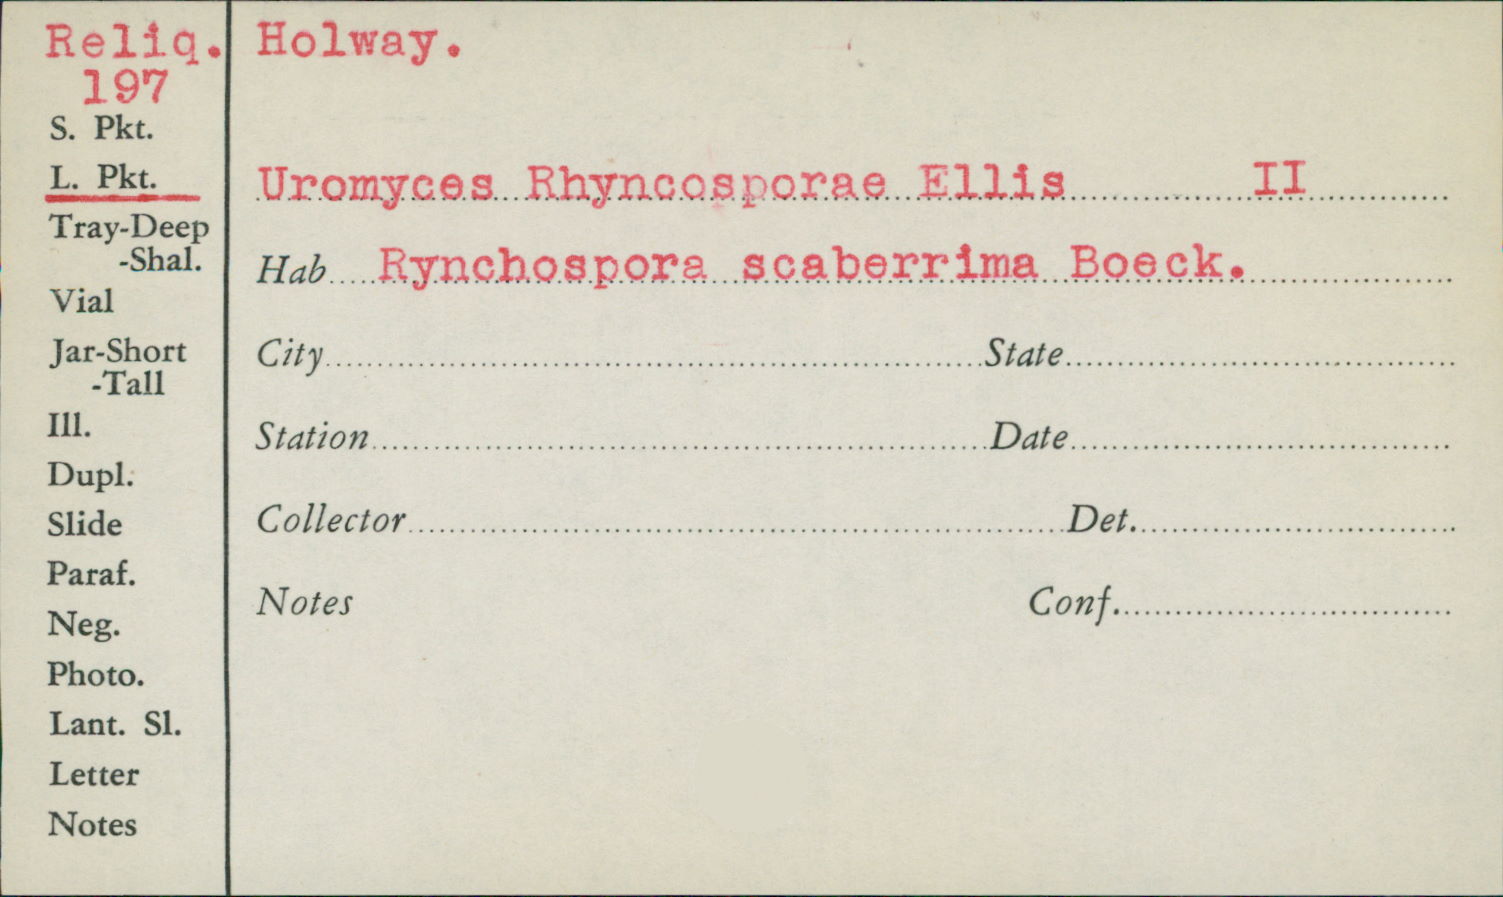 Reliq. Holway.
197
S. Pkt.
L. Pkt.
Uromyces Rhyncosporae Ellis II
Tray-Deep
-Shal.
Hab Rynchospora scaberrima Boeck.
Vial
Jar-Short
-Tall
City State
Ill.
Station Date
Dupl.
Slide
Collector Det.
Paraf.
Notes Conf.
Neg.
Photo.
Lant. Sl.
Letter
Notes